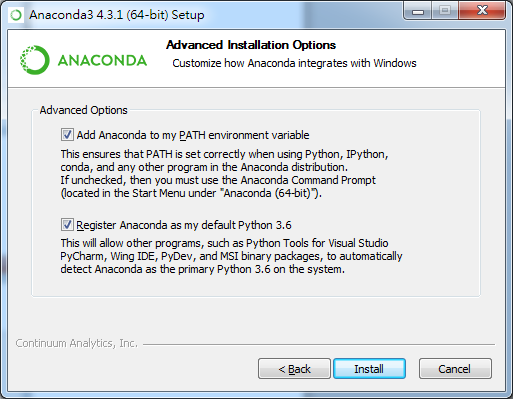 Anaconda3 4.3.1 (64-bit) Setup
ANACONDA
Advanced Installation Options
Customize how Anaconda integrates with Windows
Advanced Options
Add Anaconda to my PATH environment variable
This ensures that PATH is set correctly when using Python, IPython,
conda, and any other program in the Anaconda distribution.
If unchecked, then you must use the Anaconda Command Prompt
(located in the Start Menu under "Anaconda (64-bit)").
Register Anaconda as my default Python 3.6
This will allow other programs, such as Python Tools for Visual Studio
PyCharm, Wing IDE, PyDev, and MSI binary packages, to automatically
detect Anaconda as the primary Python 3.6 on the system.
Continuum Analytics, Inc.
< Back Install Cancel